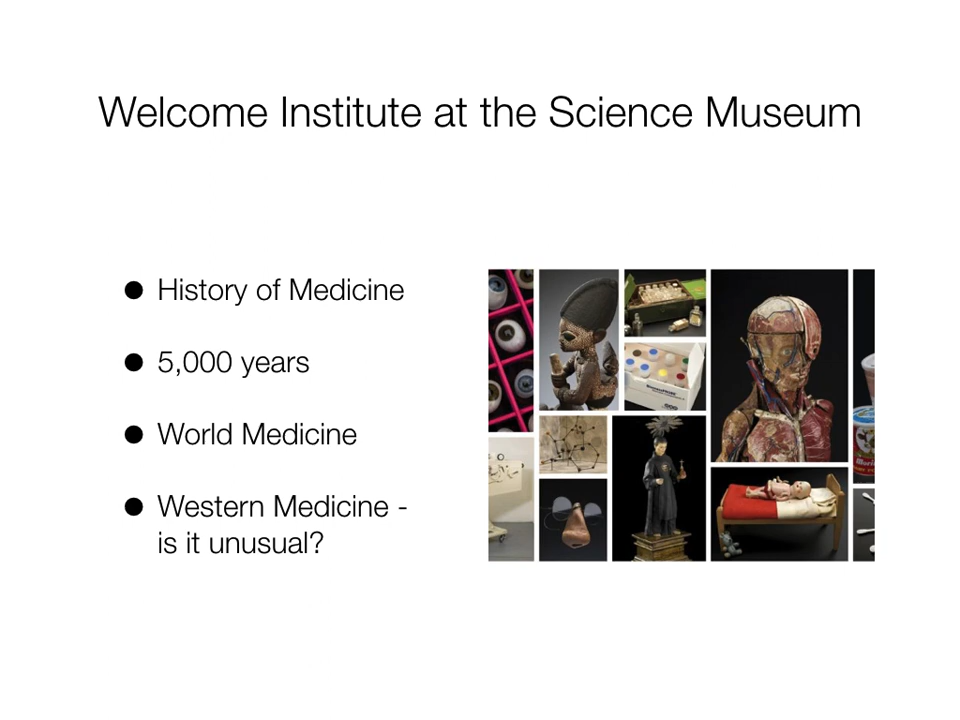 Welcome Institute at the Science Museum
• History of Medicine
• 5,000 years
• World Medicine
• Western Medicine -
is it unusual?